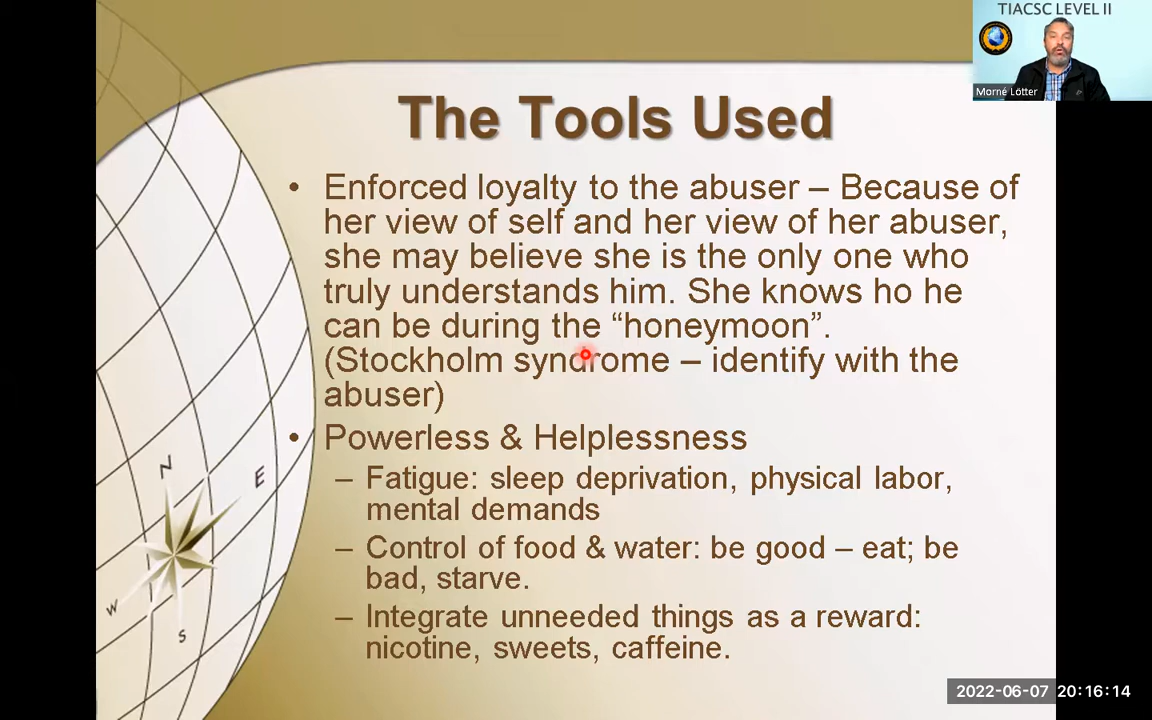 TIACSC LEVEL II
Morné Lötter
The Tools Used
• Enforced loyalty to the abuser – Because of
her view of self and her view of her abuser,
she may believe she is the only one who
truly understands him. She knows ho he
can be during the “honeymoon”.
(Stockholm syndrome – identify with the
abuser)
• Powerless & Helplessness
– Fatigue: sleep deprivation, physical labor,
mental demands
– Control of food & water: be good – eat; be
bad, starve.
– Integrate unneeded things as a reward:
nicotine, sweets, caffeine.
N
E
W
S
2022-06-07 20:16:14